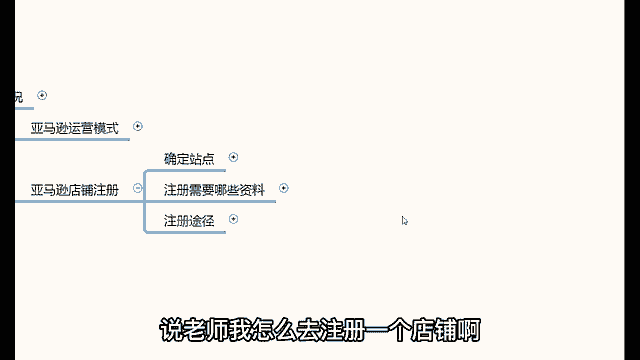 况
亚马逊运营模式
确定站点
亚马逊店铺注册
注册需要哪些资料
注册途径
说老师我怎么去注册一个店铺啊